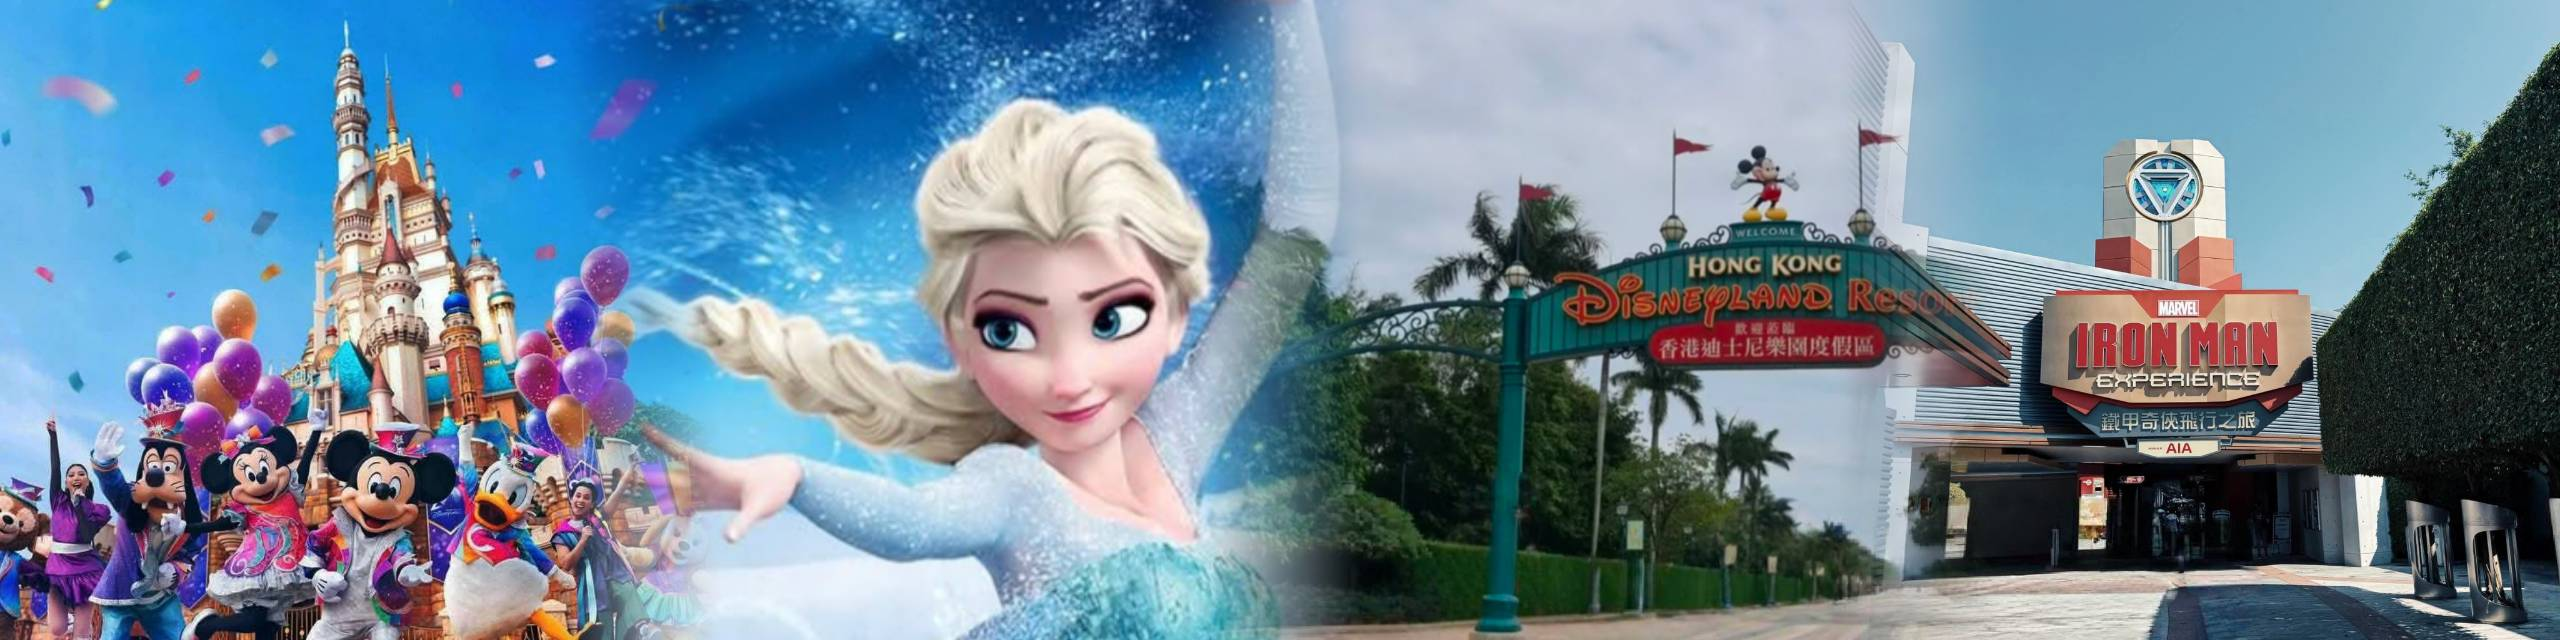 WELCOME
HONG KONG
DISNEYLAND Resor
歡迎蒞臨
香港迪士尼樂園度假區
MARVEL
IRON MAN
EXPERIENCE
鐵甲奇俠飛行之旅
AIA